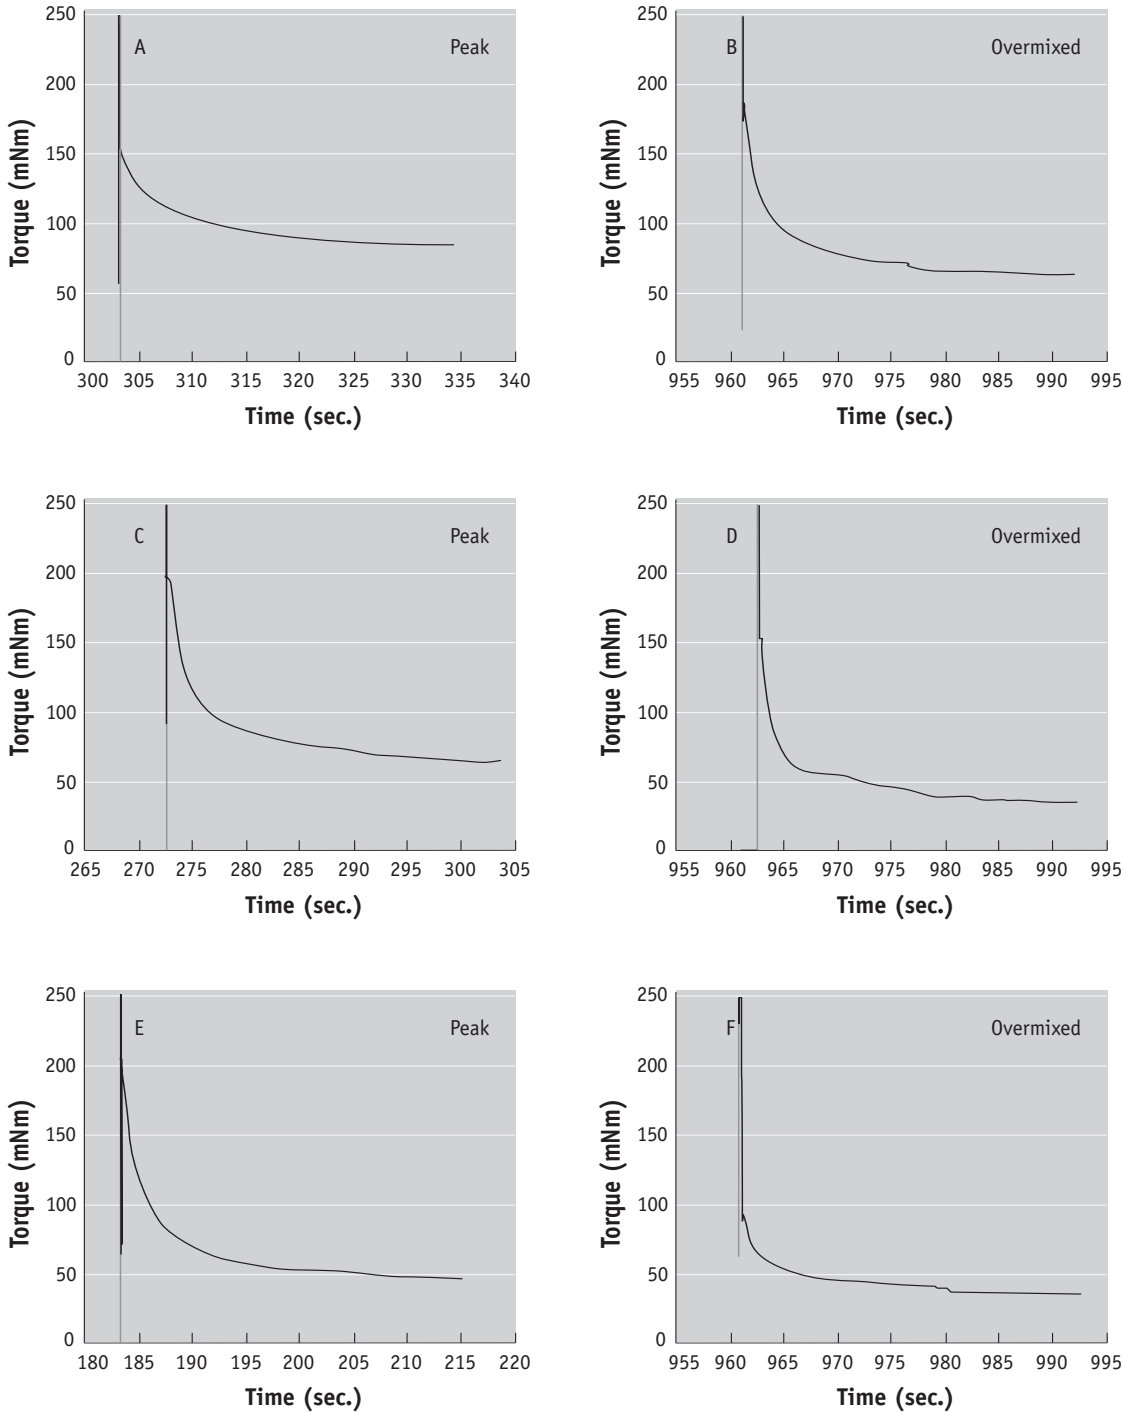 250
200
150
100
50
0
Torque (mNm)
A
Peak
300 305 310 315 320 325 330 335 340
Time (sec.)
250
200
150
100
50
0
Torque (mNm)
B
Overmixed
955 960 965 970 975 980 985 990 995
Time (sec.)
250
200
150
100
50
0
Torque (mNm)
C
Peak
265 270 275 280 285 290 295 300 305
Time (sec.)
250
200
150
100
50
0
Torque (mNm)
D
Overmixed
955 960 965 970 975 980 985 990 995
Time (sec.)
250
200
150
100
50
0
Torque (mNm)
E
Peak
180 185 190 195 200 205 210 215 220
Time (sec.)
250
200
150
100
50
0
Torque (mNm)
F
Overmixed
955 960 965 970 975 980 985 990 995
Time (sec.)